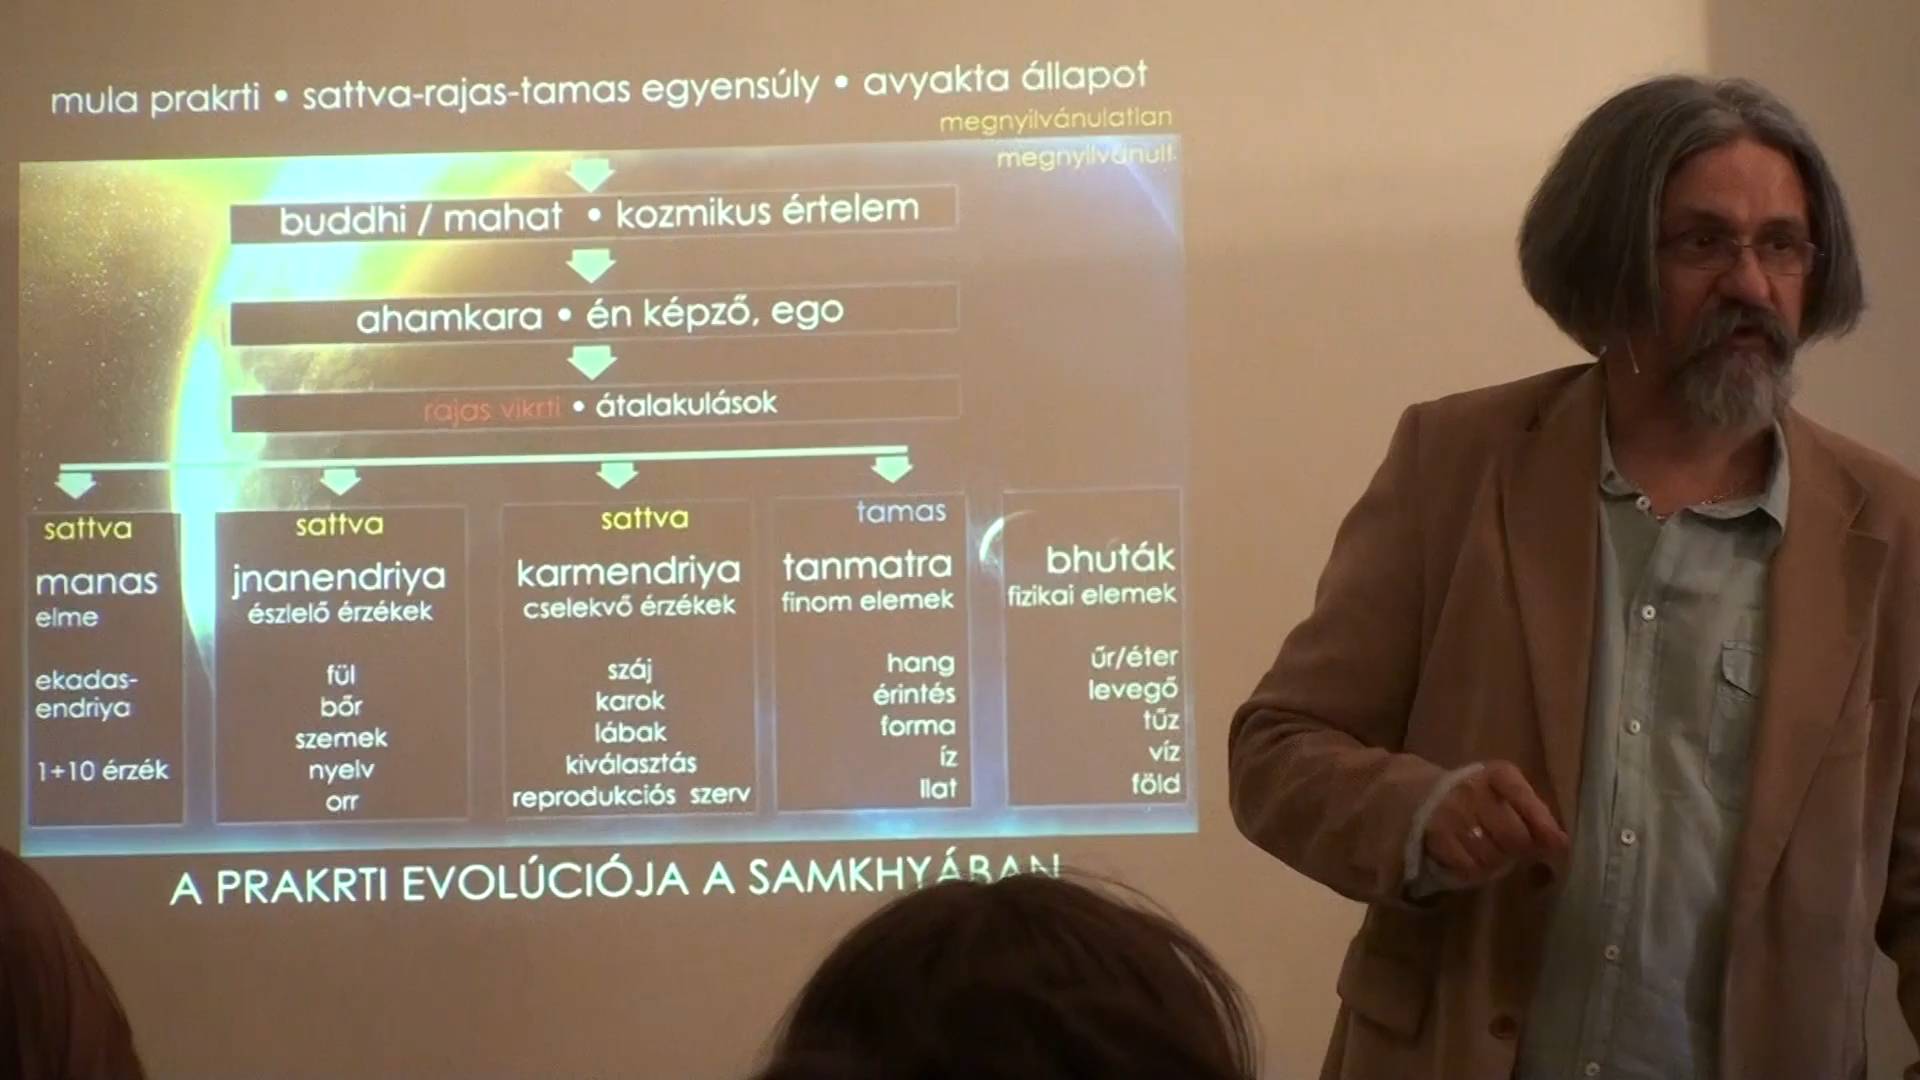 mula prakrti • sattva-rajas-tamas egyensúly • avyakta állapot
megnyilvánulatlan
megnyilvánult
buddhi / mahat • kozmikus értelem
ahamkara • én képző, ego
rajas vikrti • átalakulások
sattva
manas
elme
ekadas-
endriya
1+10 érzék
sattva
jnanendriya
észlelő érzékek
fül
bőr
szemek
nyelv
orr
sattva
karmendriya
cselekvő érzékek
száj
karok
lábak
kiválasztás
reprodukciós szerv
tamas
tanmatra
finom elemek
hang
érintés
forma
íz
llat
bhuták
fizikai elemek
űr/éter
levegő
tűz
víz
föld
A PRAKRTI EVOLÚCIÓJA A SAMKHYÁBAN